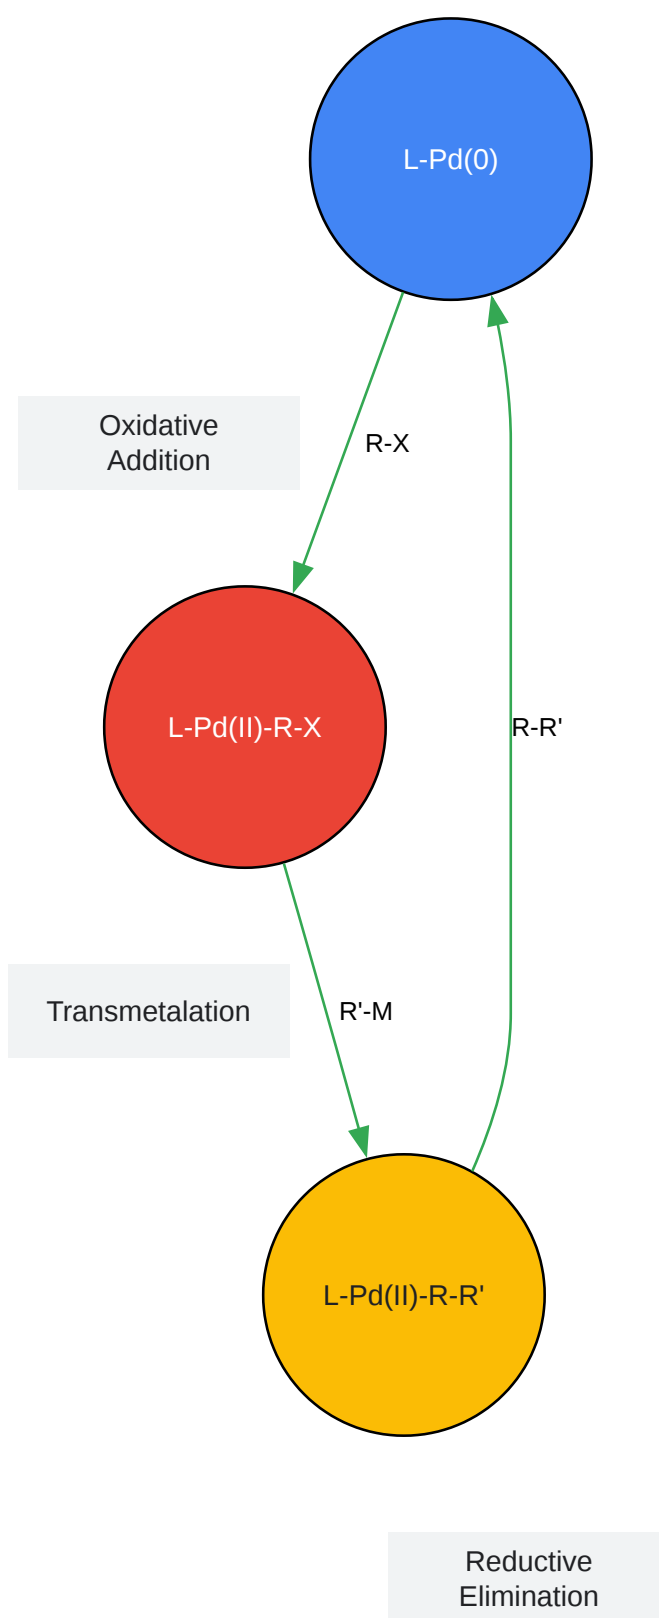 L-Pd(0)
Oxidative
Addition
R-X
L-Pd(II)-R-X
R-R'
Transmetalation
R'-M
L-Pd(II)-R-R'
Reductive
Elimination